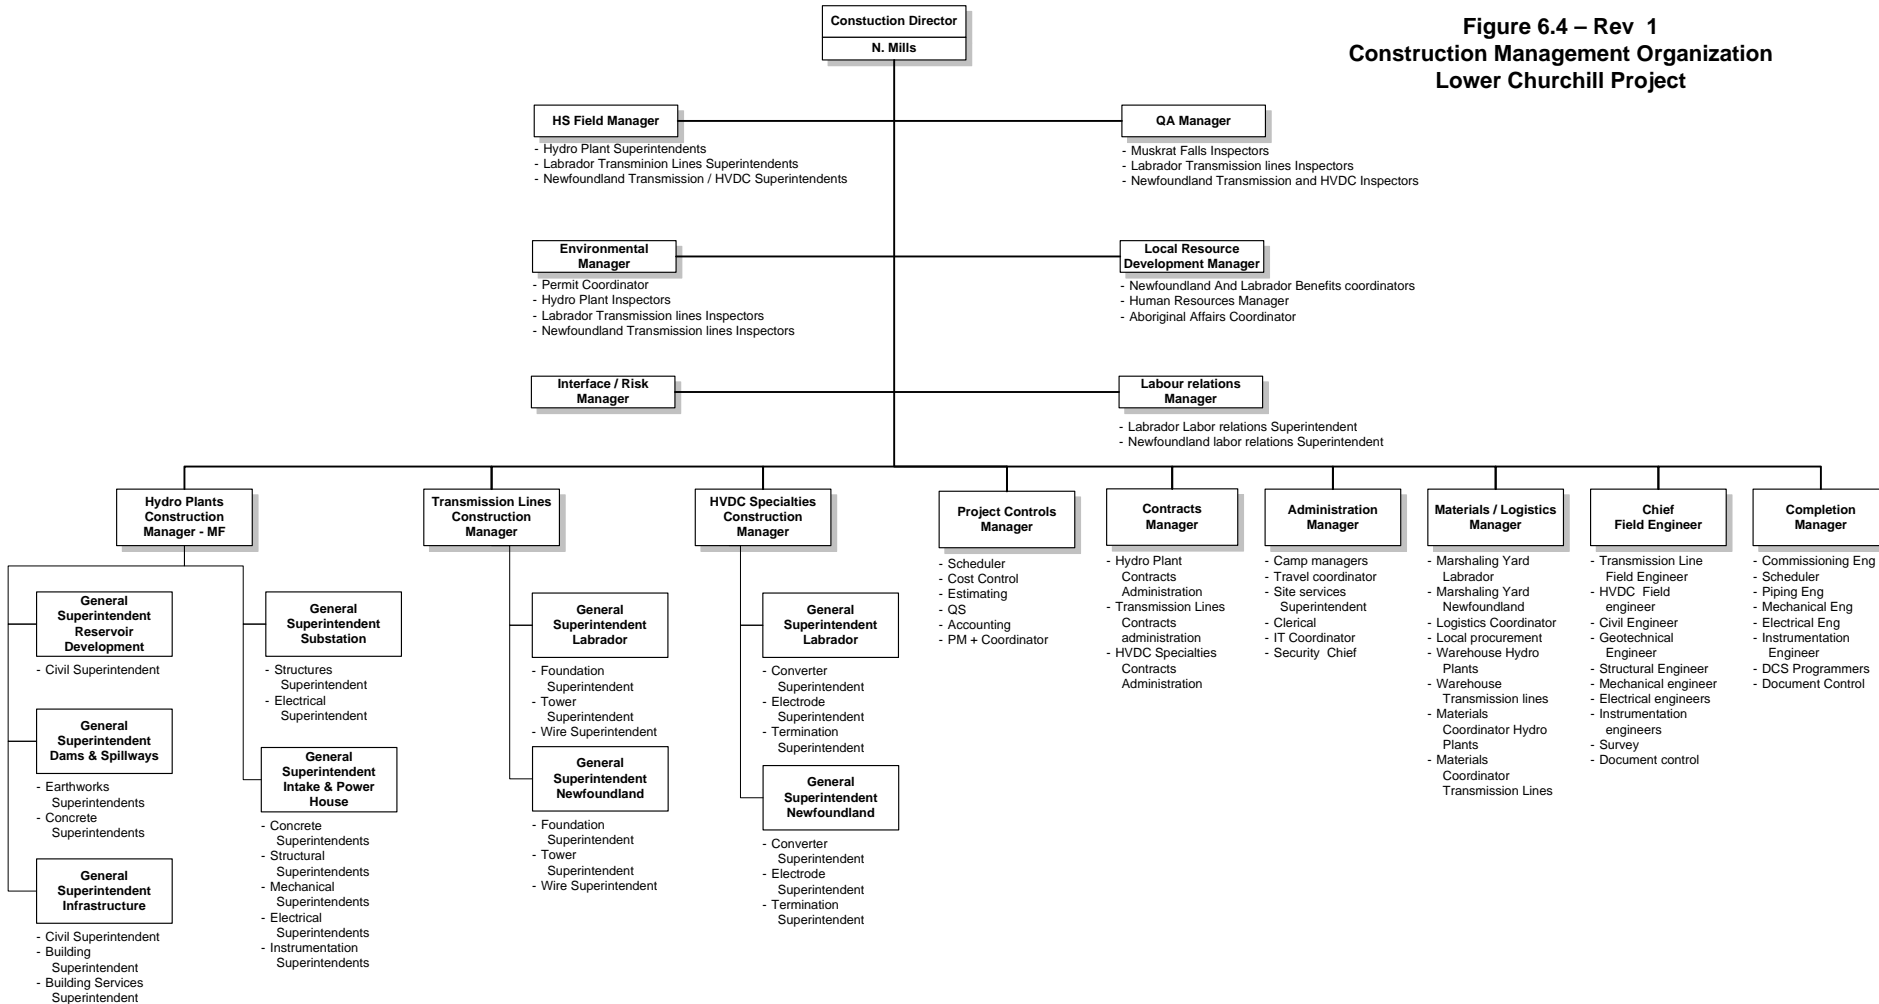 Constuction Director
N. Mills
Figure 6.4 – Rev 1
Construction Management Organization
Lower Churchill Project
HS Field Manager
- Hydro Plant Superintendents
- Labrador Transminion Lines Superintendents
- Newfoundland Transmission / HVDC Superintendents
QA Manager
- Muskrat Falls Inspectors
- Labrador Transmission lines Inspectors
- Newfoundland Transmission and HVDC Inspectors
Environmental
Manager
- Permit Coordinator
- Hydro Plant Inspectors
- Labrador Transmission lines Inspectors
- Newfoundland Transmission lines Inspectors
Local Resource
Development Manager
- Newfoundland And Labrador Benefits coordinators
- Human Resources Manager
- Aboriginal Affairs Coordinator
Interface / Risk
Manager
Labour relations
Manager
- Labrador Labor relations Superintendent
- Newfoundland labor relations Superintendent
Hydro Plants
Construction
Manager - MF
General
Superintendent
Reservoir
Development
- Civil Superintendent
General
Superintendent
Dams & Spillways
- Earthworks
Superintendents
- Concrete
Superintendents
General
Superintendent
Infrastructure
- Civil Superintendent
- Building
Superintendent
- Building Services
Superintendent
General
Superintendent
Substation
- Structures
Superintendent
- Electrical
Superintendent
General
Superintendent
Intake & Power
House
- Concrete
Superintendents
- Structural
Superintendents
- Mechanical
Superintendents
- Electrical
Superintendents
- Instrumentation
Superintendents
Transmission Lines
Construction
Manager
General
Superintendent
Labrador
- Foundation
Superintendent
- Tower
Superintendent
- Wire Superintendent
General
Superintendent
Newfoundland
- Foundation
Superintendent
- Tower
Superintendent
- Wire Superintendent
HVDC Specialties
Construction
Manager
General
Superintendent
Labrador
- Converter
Superintendent
- Electrode
Superintendent
- Termination
Superintendent
General
Superintendent
Newfoundland
- Converter
Superintendent
- Electrode
Superintendent
- Termination
Superintendent
Project Controls
Manager
- Scheduler
- Cost Control
- Estimating
- QS
- Accounting
- PM + Coordinator
Contracts
Manager
- Hydro Plant
Contracts
Administration
- Transmission Lines
Contracts
administration
- HVDC Specialties
Contracts
Administration
Administration
Manager
- Camp managers
- Travel coordinator
- Site services
Superintendent
- Clerical
- IT Coordinator
- Security Chief
Materials / Logistics
Manager
- Marshaling Yard
Labrador
- Marshaling Yard
Newfoundland
- Logistics Coordinator
- Local procurement
- Warehouse Hydro
Plants
- Warehouse
Transmission lines
- Materials
Coordinator Hydro
Plants
- Materials
Coordinator
Transmission Lines
Chief
Field Engineer
- Transmission Line
Field Engineer
- HVDC Field
engineer
- Civil Engineer
- Geotechnical
Engineer
- Structural Engineer
- Mechanical engineer
- Electrical engineers
- Instrumentation
engineers
- Survey
- Document control
Completion
Manager
- Commissioning Eng
- Scheduler
- Piping Eng
- Mechanical Eng
- Electrical Eng
- Instrumentation
Engineer
- DCS Programmers
- Document Control